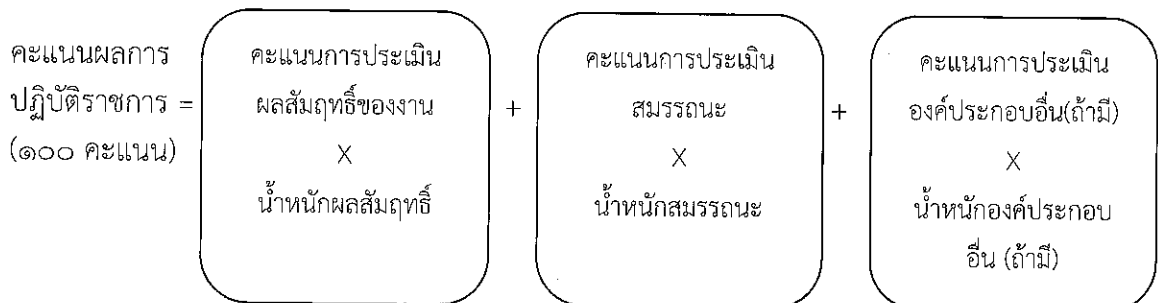 คะแนนผลการ
ปฏิบัติราชการ =
(๑๐๐ คะแนน)
คะแนนการประเมิน
ผลสัมฤทธิ์ของงาน
X
น้ำหนักผลสัมฤทธิ์
+
คะแนนการประเมิน
สมรรถนะ
X
น้ำหนักสมรรถนะ
+
คะแนนการประเมิน
องค์ประกอบอื่น(ถ้ามี)
X
น้ำหนักองค์ประกอบ
อื่น (ถ้ามี)